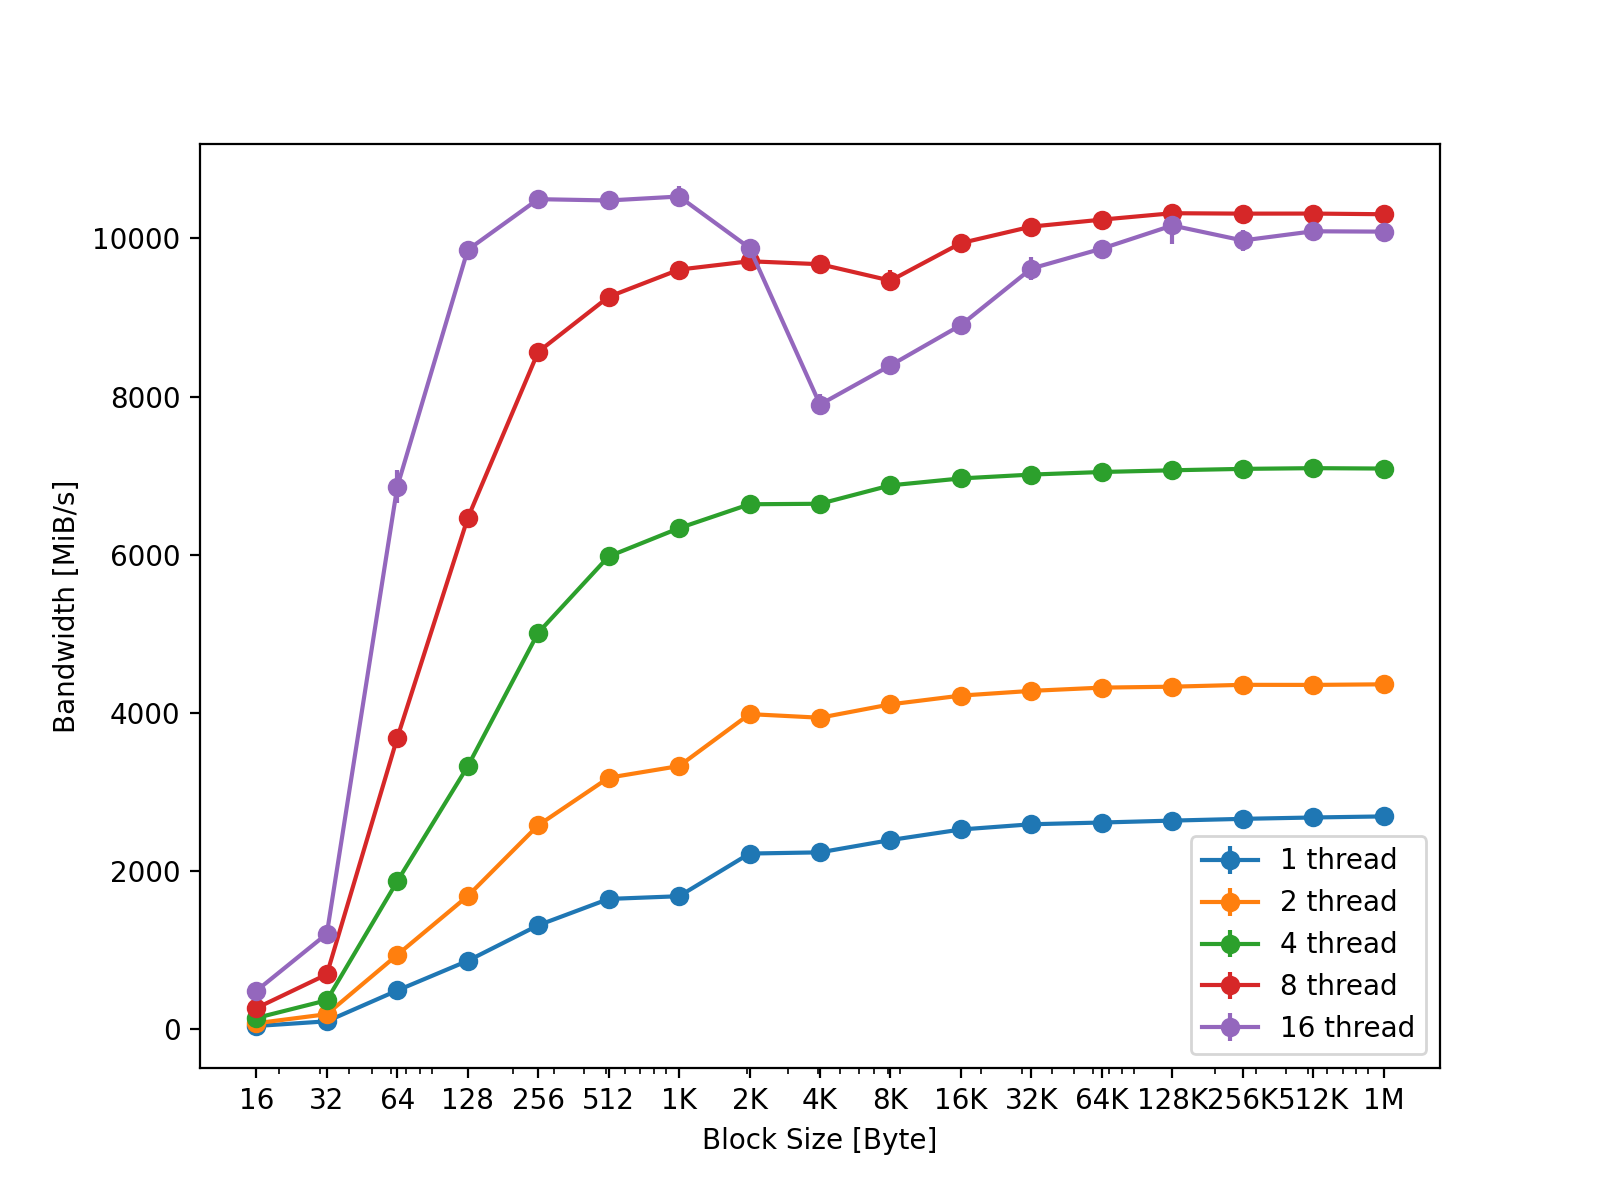 10000
8000
6000
4000
2000
0
Bandwidth [MiB/s]
1 thread
2 thread
4 thread
8 thread
16 thread
16 32 64 128 256 512 1K 2K 4K 8K 16K 32K 64K 128K 256K 512K 1M
Block Size [Byte]